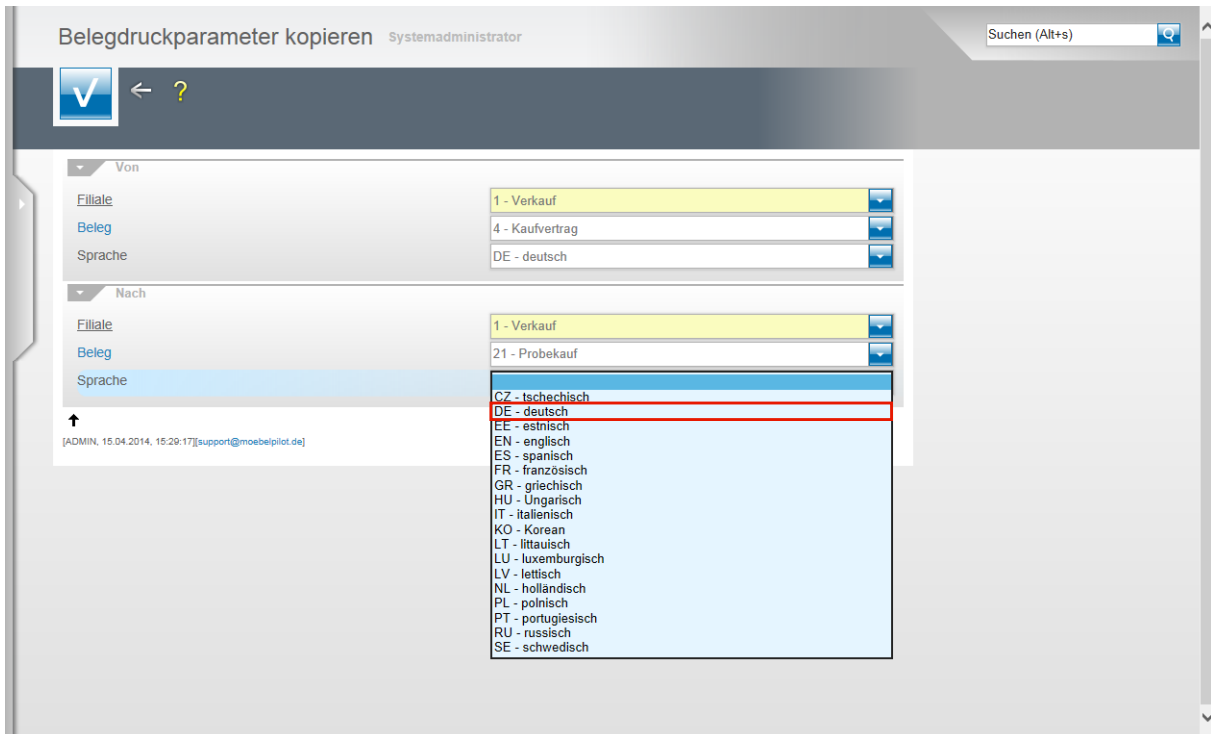 Belegdruckparameter kopieren Systemadministrator
Suchen (Alt+s)
?
Von
Filiale 1 - Verkauf
Beleg 4 - Kaufvertrag
Sprache DE - deutsch
Nach
Filiale 1 - Verkauf
Beleg 21 - Probekauf
Sprache
CZ - tschechisch
DE - deutsch
EE - estnisch
EN - englisch
ES - spanisch
FR - französisch
GR - griechisch
HU - Ungarisch
IT - italienisch
KO - Korean
LT - littauisch
LU - luxemburgisch
LV - lettisch
NL - holländisch
PL - polnisch
PT - portugiesisch
RU - russisch
SE - schwedisch
[ADMIN, 15.04.2014, 15:29:17][support@moebelpilot.de]